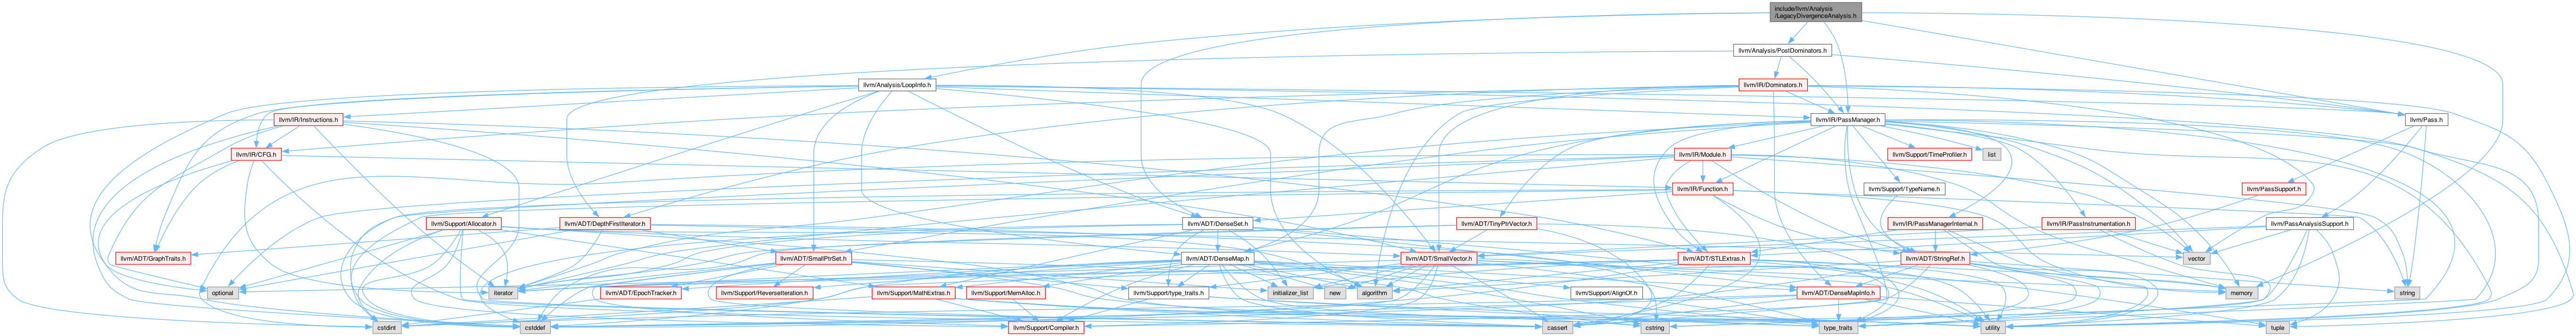 include/llvm/Analysis
/LegacyDivergenceAnalysis.h
llvm/Analysis/PostDominators.h
llvm/Analysis/LoopInfo.h
llvm/IR/Dominators.h
llvm/IR/Instructions.h
llvm/IR/PassManager.h
llvm/Pass.h
llvm/IR/CFG.h
llvm/IR/Module.h
llvm/Support/TimeProfiler.h
list
llvm/IR/Function.h
llvm/Support/TypeName.h
llvm/PassSupport.h
llvm/Support/Allocator.h
llvm/ADT/DepthFirstIterator.h
llvm/ADT/DenseSet.h
llvm/ADT/TinyPtrVector.h
llvm/IR/PassManagerInternal.h
llvm/IR/PassInstrumentation.h
llvm/PassAnalysisSupport.h
llvm/ADT/GraphTraits.h
llvm/ADT/SmallPtrSet.h
llvm/ADT/DenseMap.h
llvm/ADT/SmallVector.h
llvm/ADT/STLExtras.h
llvm/ADT/StringRef.h
vector
optional
iterator
llvm/ADT/EpochTracker.h
llvm/Support/ReverseIteration.h
llvm/Support/MathExtras.h
llvm/Support/MemAlloc.h
llvm/Support/type_traits.h
initializer_list
new
algorithm
llvm/Support/AlignOf.h
llvm/ADT/DenseMapInfo.h
memory
string
cstdint
cstddef
llvm/Support/Compiler.h
cassert
cstring
type_traits
utility
tuple